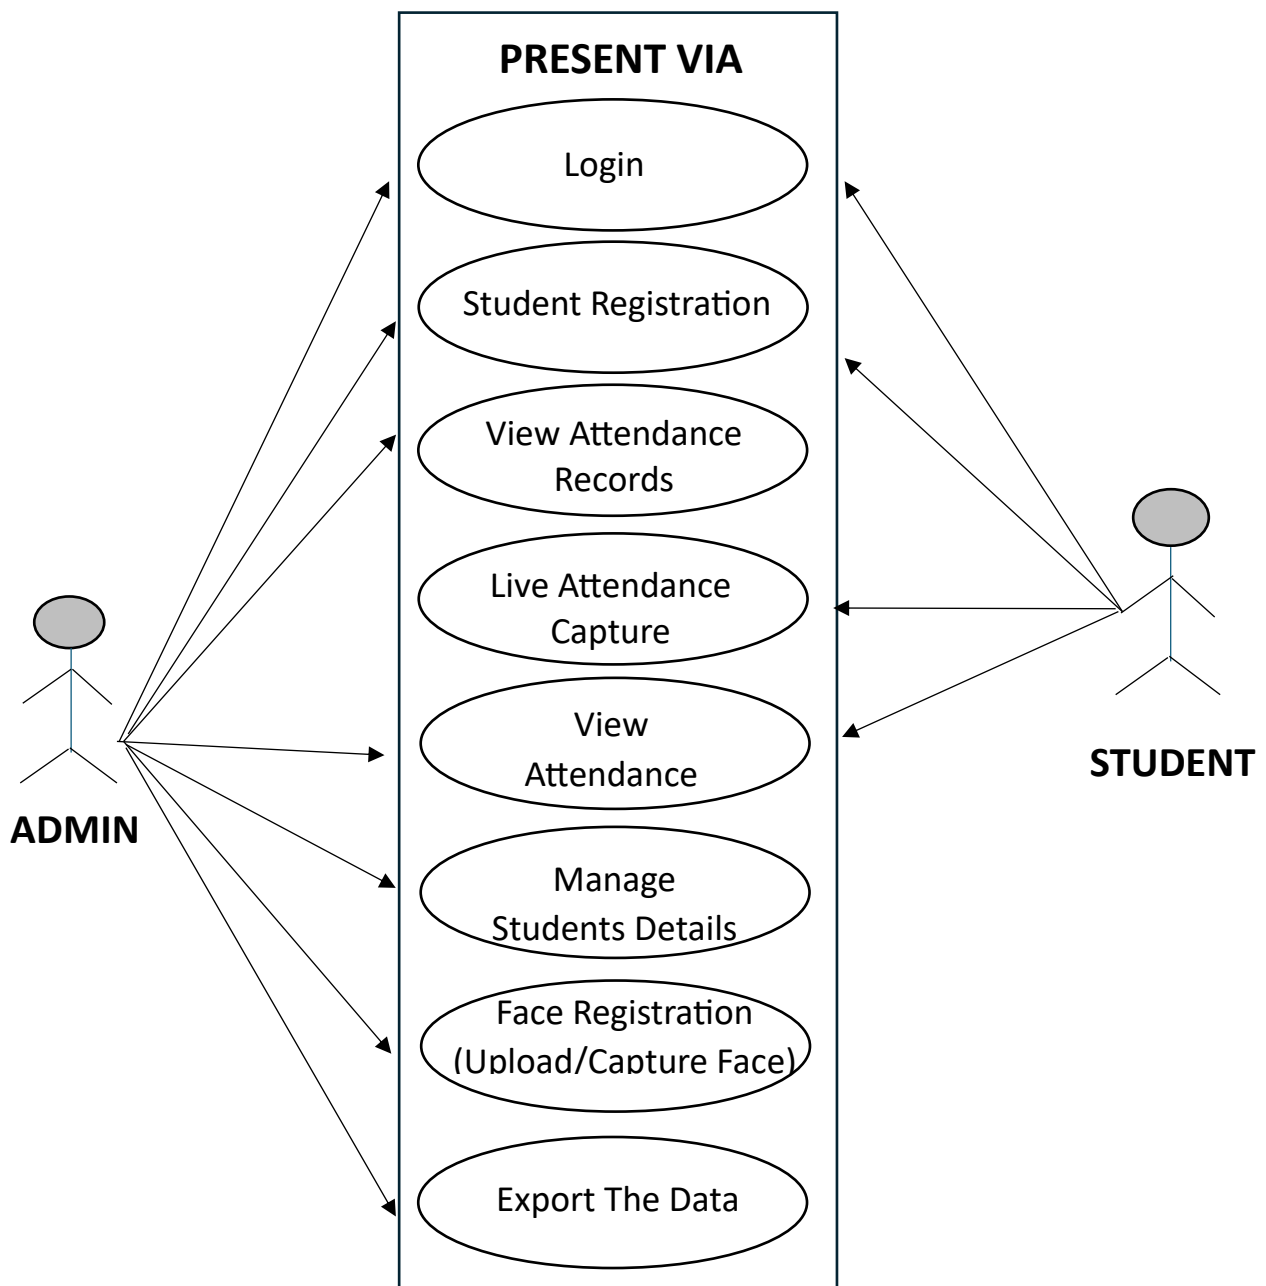 PRESENT VIA
Login
Student Registration
View Attendance
Records
Live Attendance
Capture
View
Attendance
Manage
Students Details
Face Registration
(Upload/Capture Face)
Export The Data
ADMIN
STUDENT